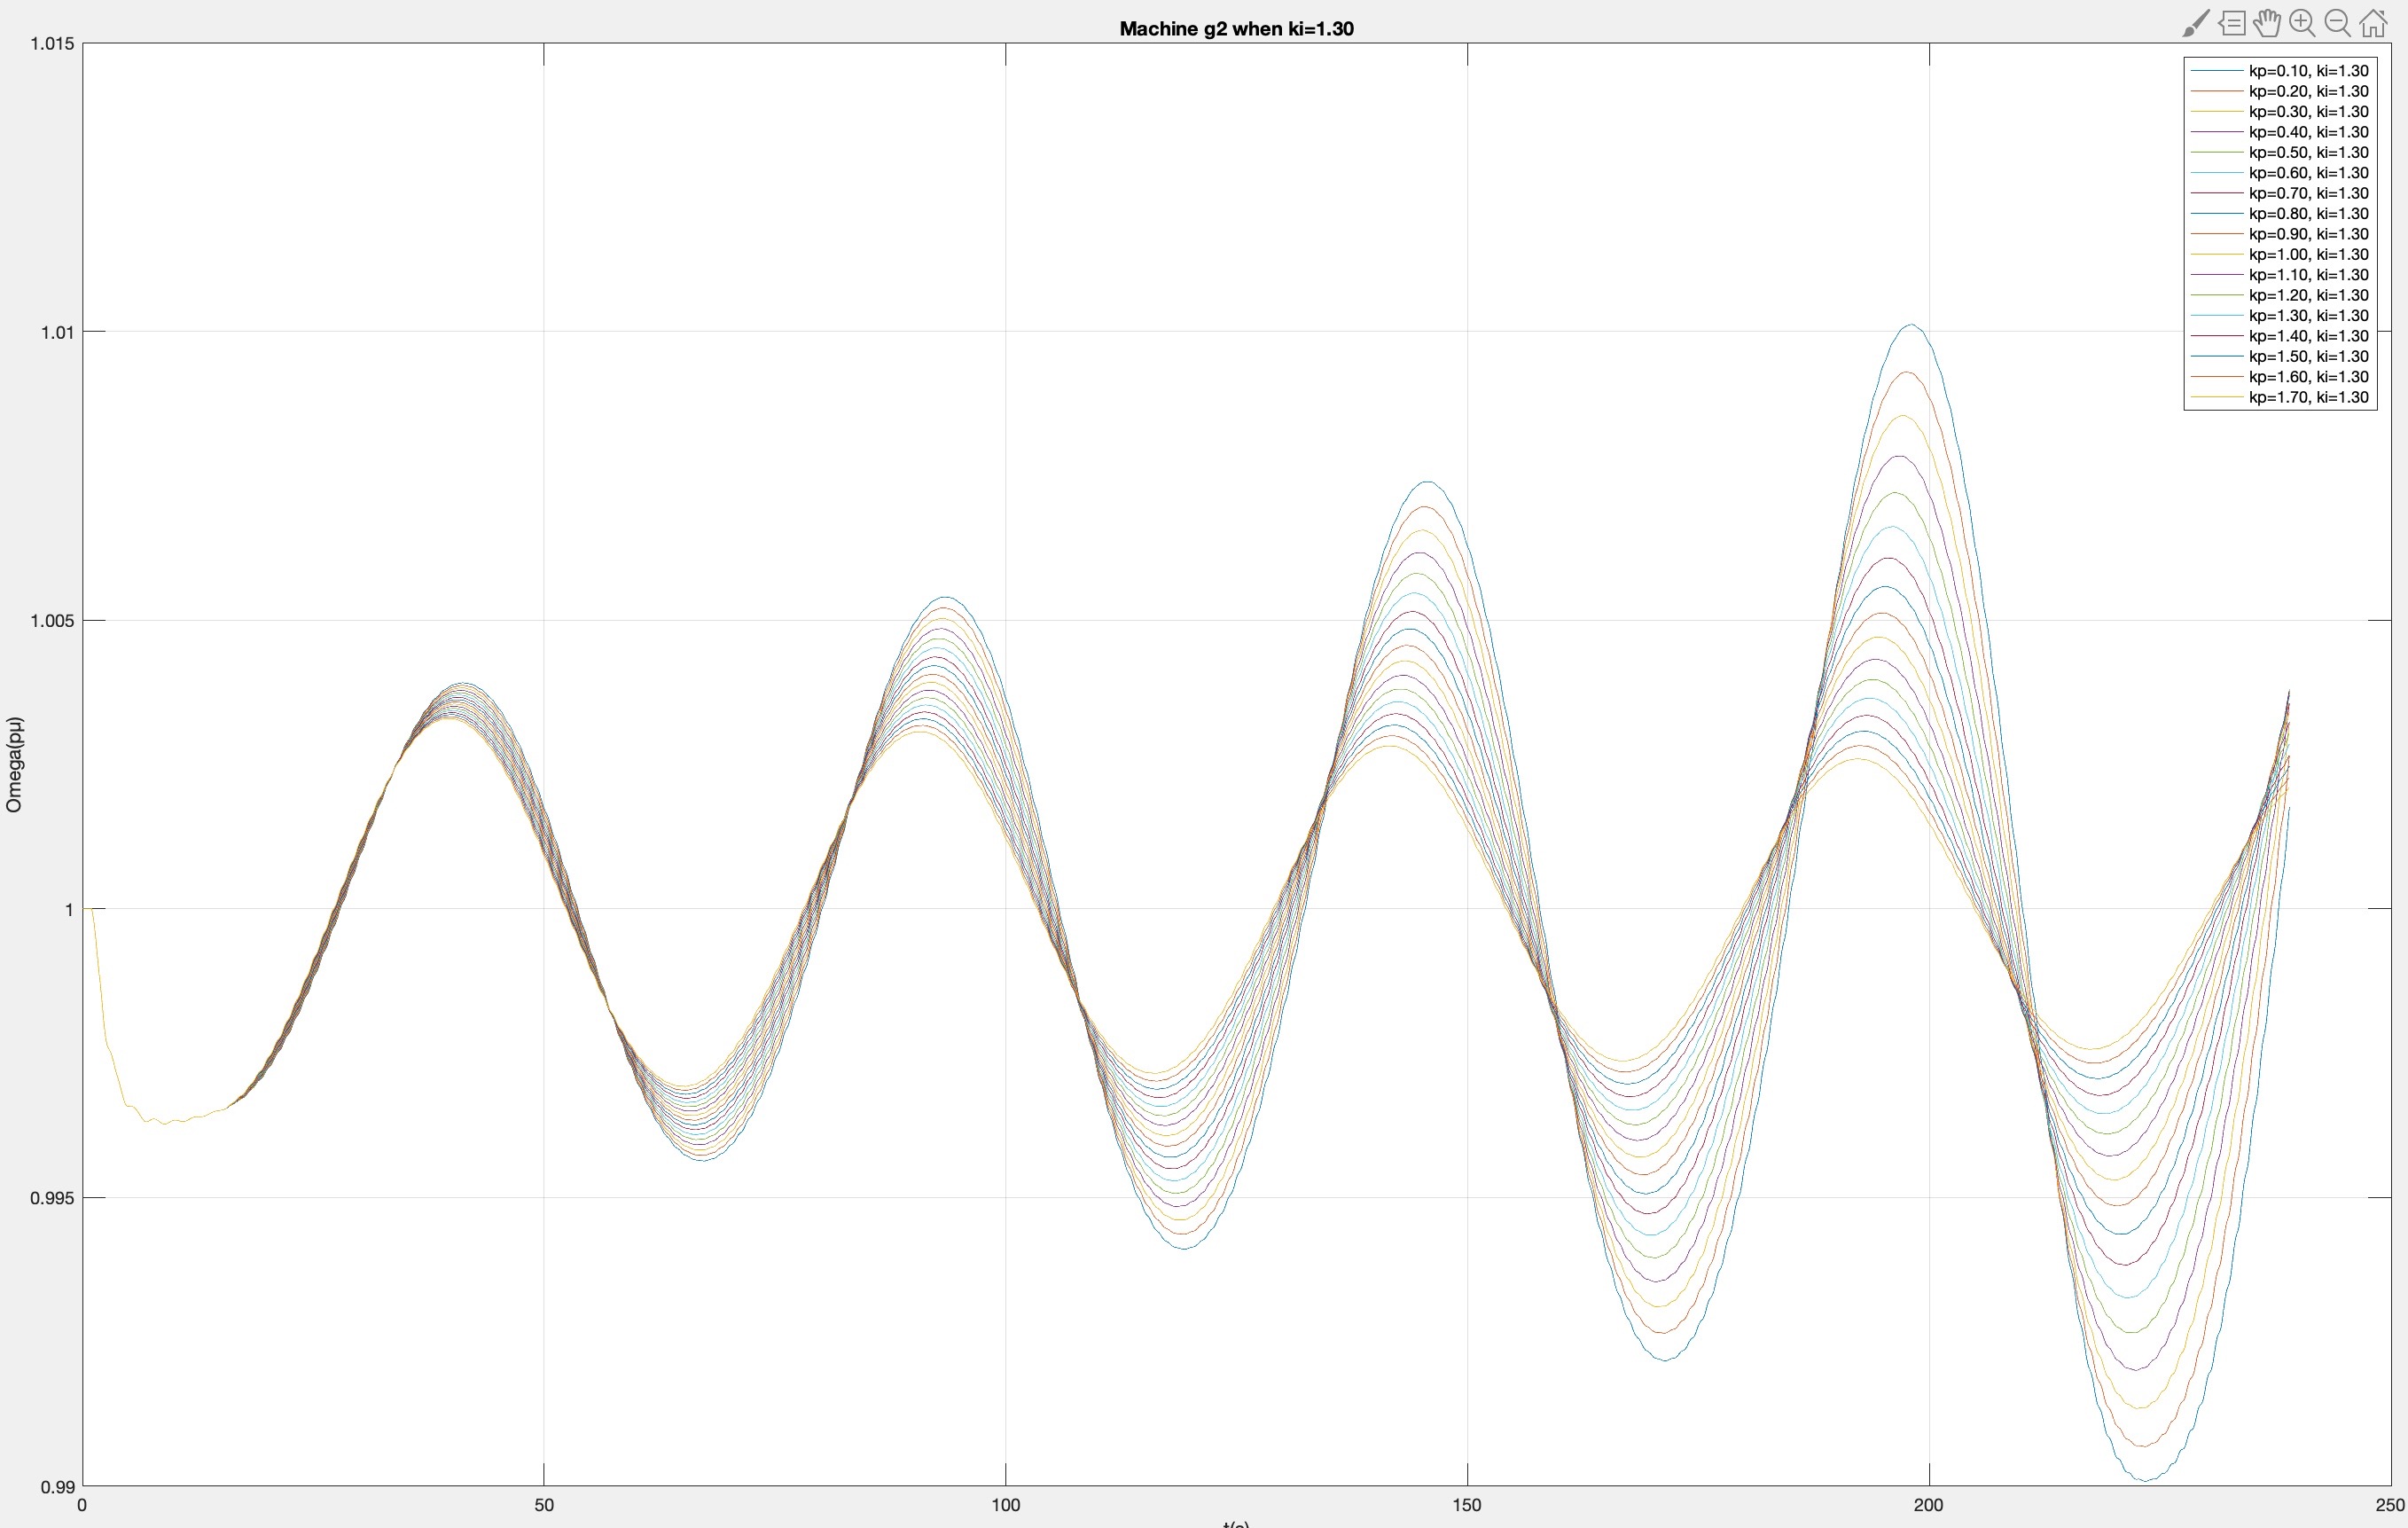 Machine g2 when ki=1.30
1.015
1.01
1.005
1
0.995
0.99
Omega(pμ)
0
50
100
150
200
250
t(s)
kp=0.10, ki=1.30
kp=0.20, ki=1.30
kp=0.30, ki=1.30
kp=0.40, ki=1.30
kp=0.50, ki=1.30
kp=0.60, ki=1.30
kp=0.70, ki=1.30
kp=0.80, ki=1.30
kp=0.90, ki=1.30
kp=1.00, ki=1.30
kp=1.10, ki=1.30
kp=1.20, ki=1.30
kp=1.30, ki=1.30
kp=1.40, ki=1.30
kp=1.50, ki=1.30
kp=1.60, ki=1.30
kp=1.70, ki=1.30